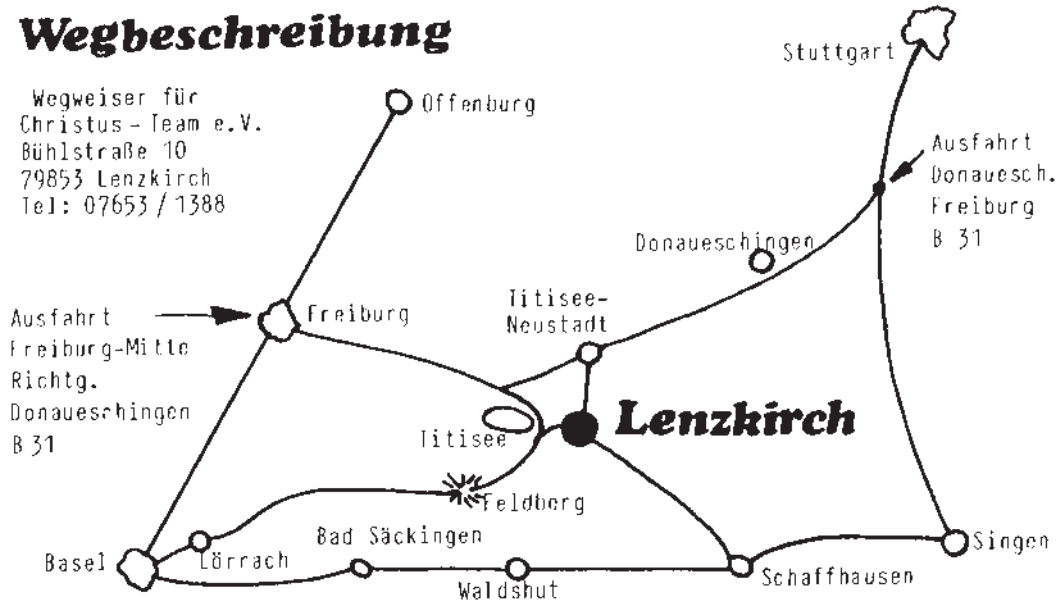 Wegbeschreibung
Wegweiser für
Christus-Team e.V.
Bühlstraße 10
79853 Lenzkirch
Tel: 07653 / 1388
Offenburg
Stuttgart
Ausfahrt
Donauesch.
Freiburg
B 31
Donaueschingen
Titisee-
Neustadt
Ausfahrt
Freiburg-Mitte
Richtg.
Donaueschingen
B 31
Freiburg
Titisee
Lenzkirch
Feldberg
Basel
Lörrach
Bad Säckingen
Waldshut
Schaffhausen
Singen